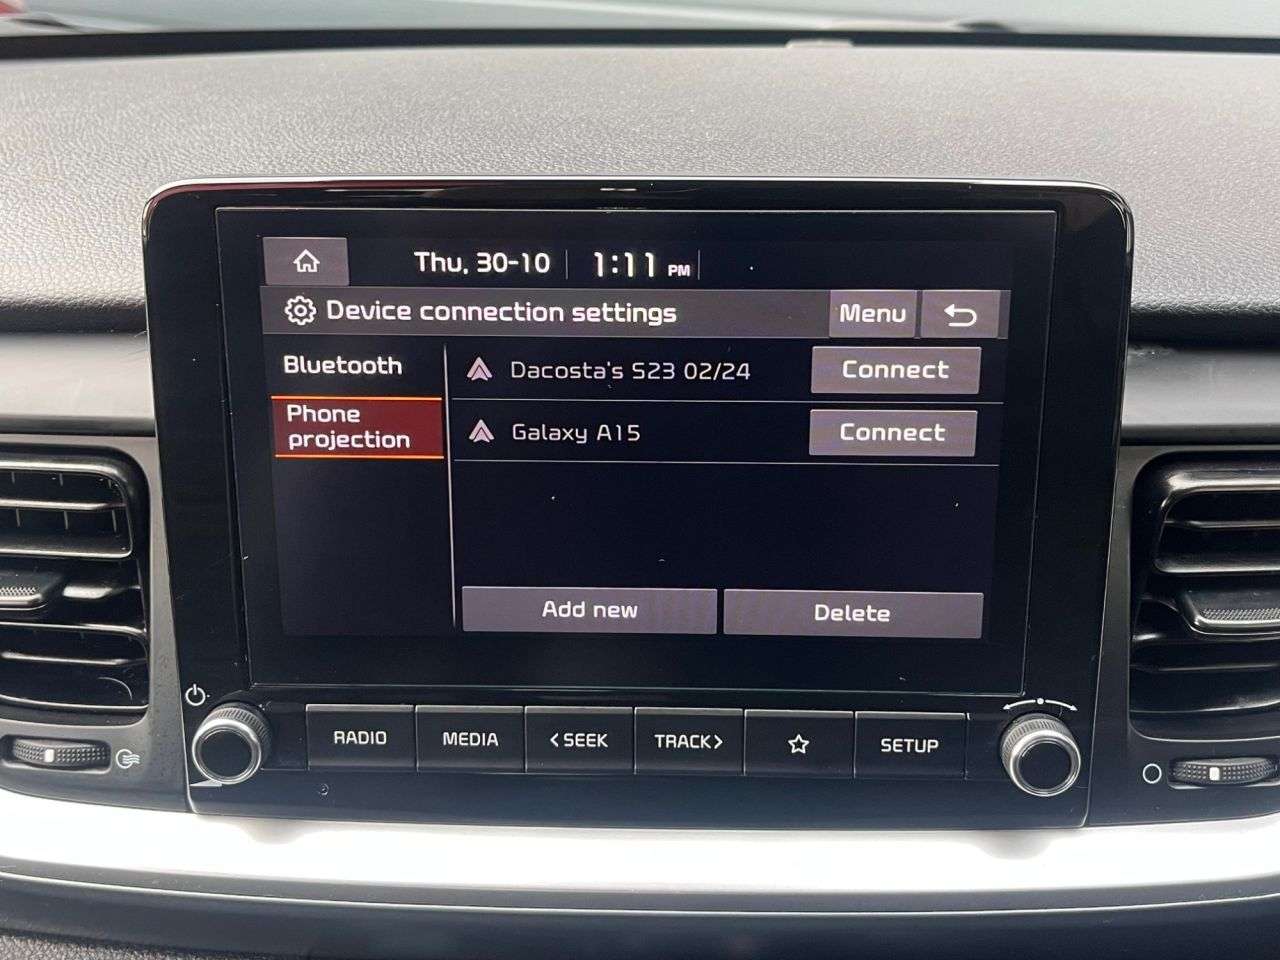 Thu, 30-10 1:11 PM
Device connection settings Menu
Bluetooth
Dacosta's S23 02/24 Connect
Phone
projection
Galaxy A15 Connect
Add new Delete
RADIO MEDIA <SEEK TRACK> SETUP